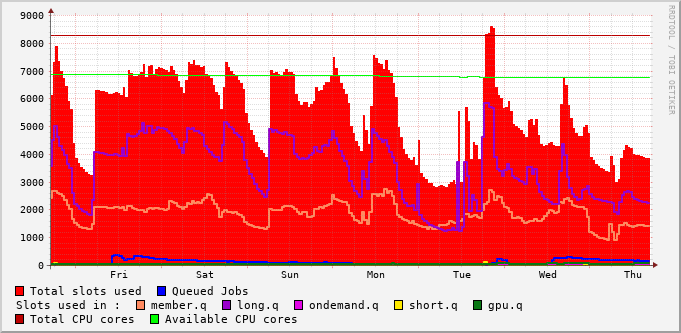 9000
8000
7000
6000
5000
4000
3000
2000
1000
0
Fri Sat Sun Mon Tue Wed Thu
RRDTOOL / TOBI OETIKER
Total slots used Queued Jobs
Slots used in : member.q long.q ondemand.q short.q gpu.q
Total CPU cores Available CPU cores